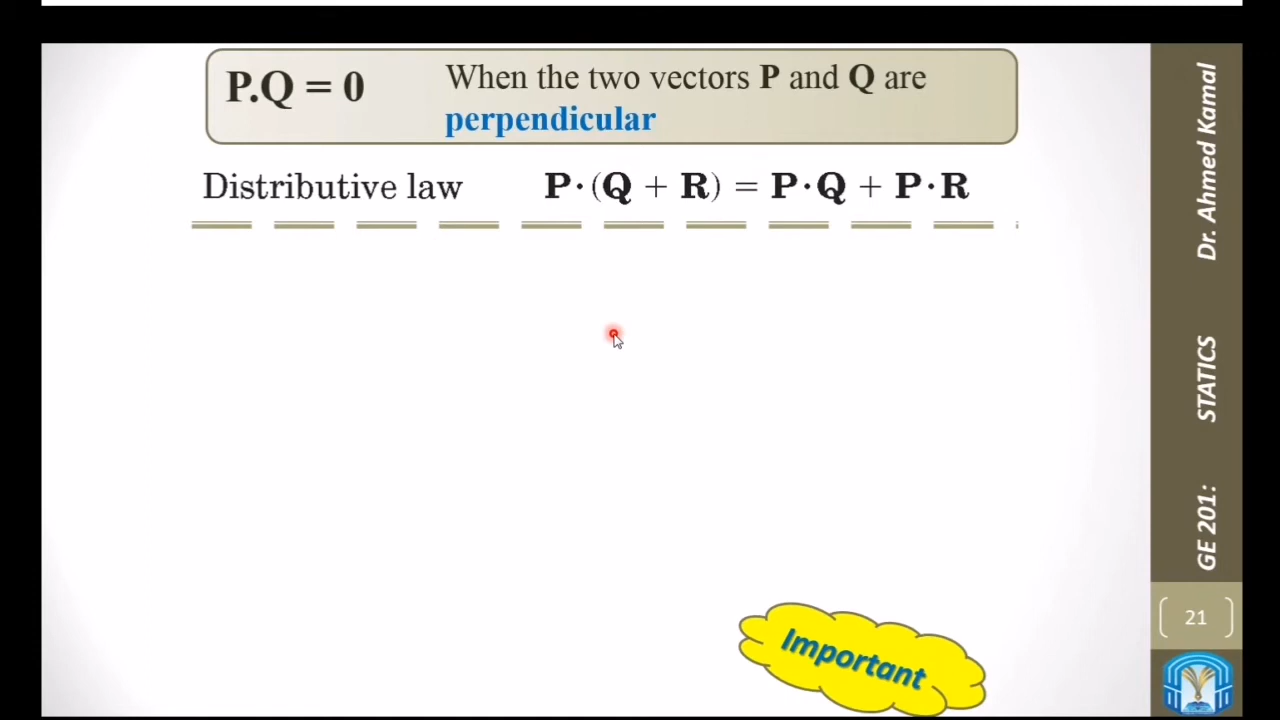 P.Q = 0
When the two vectors P and Q are
perpendicular
Distributive law P·(Q + R) = P·Q + P·R
Important
GE 201: STATICS Dr. Ahmed Kamal
21